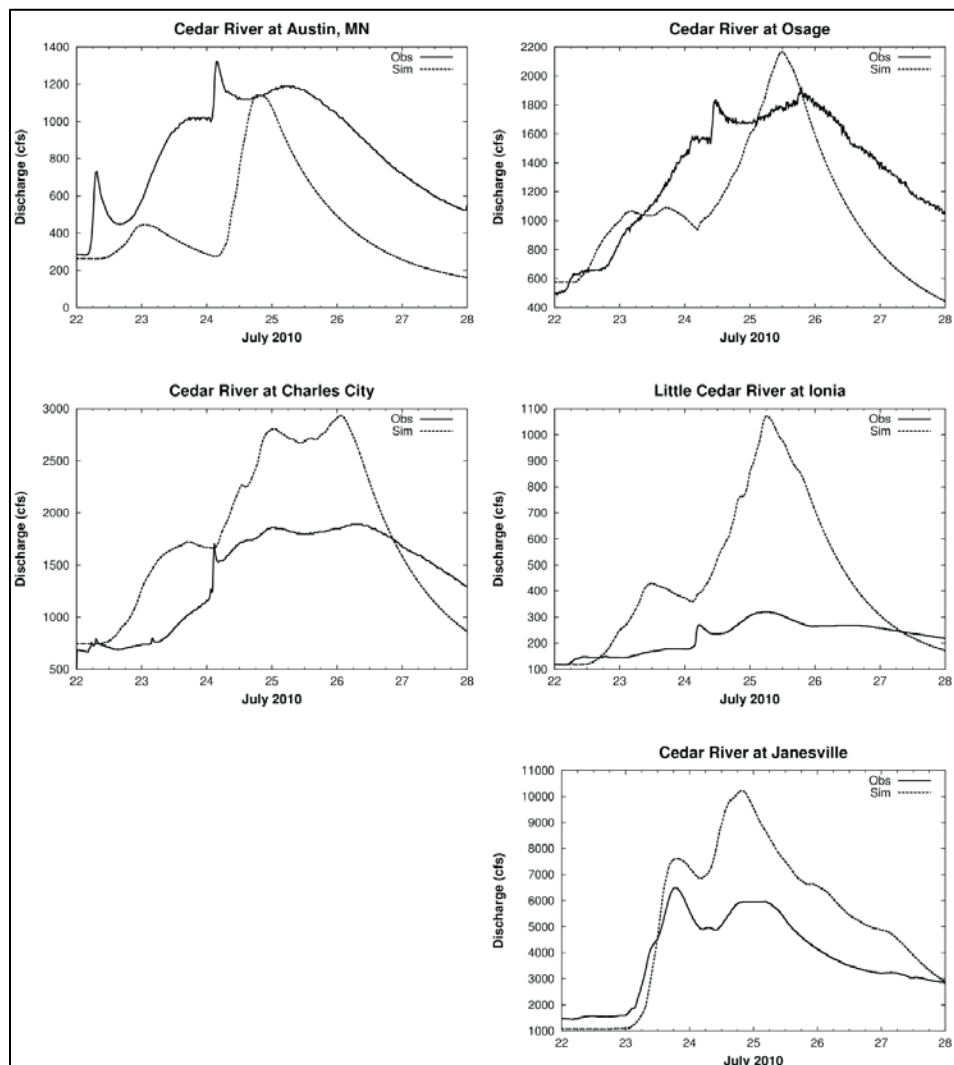 Cedar River at Austin, MN
Obs
Sim
Discharge (cfs)
1400
1200
1000
800
600
400
200
0
22 23 24 25 26 27 28
July 2010
Cedar River at Osage
Obs
Sim
Discharge (cfs)
2200
2000
1800
1600
1400
1200
1000
800
600
400
22 23 24 25 26 27 28
July 2010
Cedar River at Charles City
Obs
Sim
Discharge (cfs)
3000
2500
2000
1500
1000
500
22 23 24 25 26 27 28
July 2010
Little Cedar River at Ionia
Obs
Sim
Discharge (cfs)
1100
1000
900
800
700
600
500
400
300
200
100
22 23 24 25 26 27 28
July 2010
Cedar River at Janesville
Obs
Sim
Discharge (cfs)
11000
10000
9000
8000
7000
6000
5000
4000
3000
2000
1000
22 23 24 25 26 27 28
July 2010